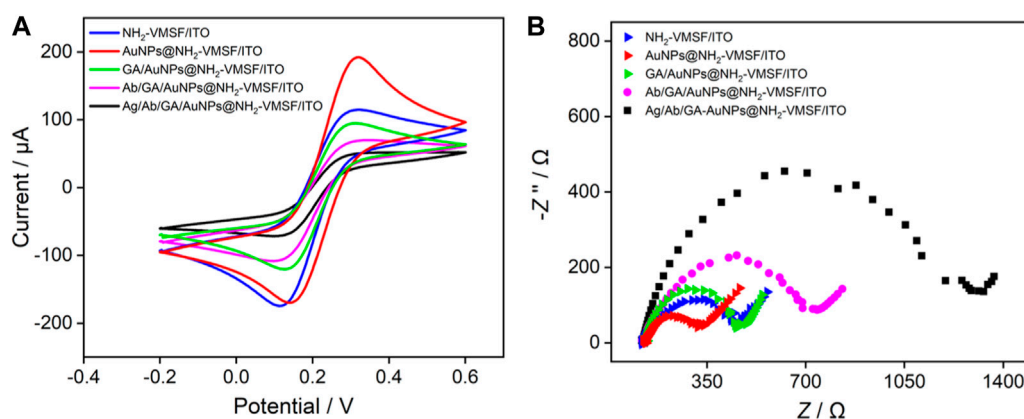 A
NH₂-VMSF/ITO
AuNPs@NH₂-VMSF/ITO
GA/AuNPs@NH₂-VMSF/ITO
Ab/GA/AuNPs@NH₂-VMSF/ITO
Ag/Ab/GA/AuNPs@NH₂-VMSF/ITO
200
100
0
-100
-200
Current / μA
-0.4 -0.2 0.0 0.2 0.4 0.6
Potential / V
B
NH₂-VMSF/ITO
AuNPs@NH₂-VMSF/ITO
GA/AuNPs@NH₂-VMSF/ITO
Ab/GA/AuNPs@NH₂-VMSF/ITO
Ag/Ab/GA-AuNPs@NH₂-VMSF/ITO
800
600
400
200
0
-Z'' / Ω
350 700 1050 1400
Z / Ω